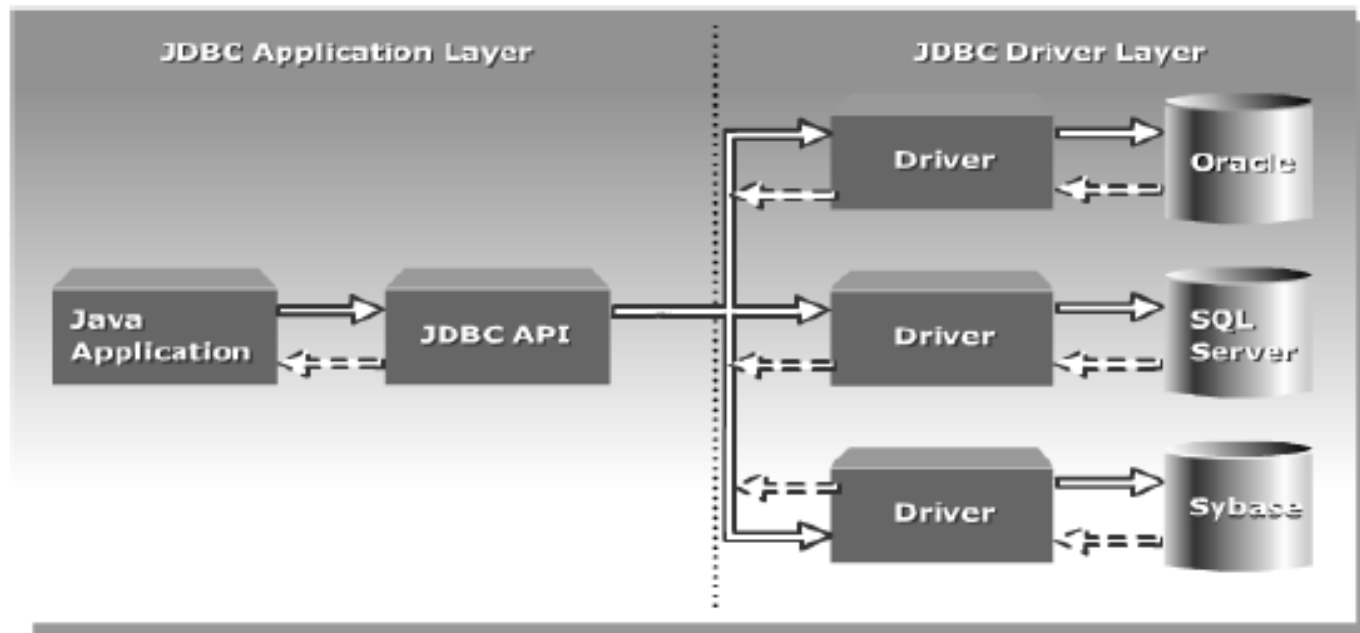 JDBC Application Layer
JDBC Driver Layer
Driver
Oracle
Java
Application
JDBC API
Driver
SQL
Server
Driver
Sybase